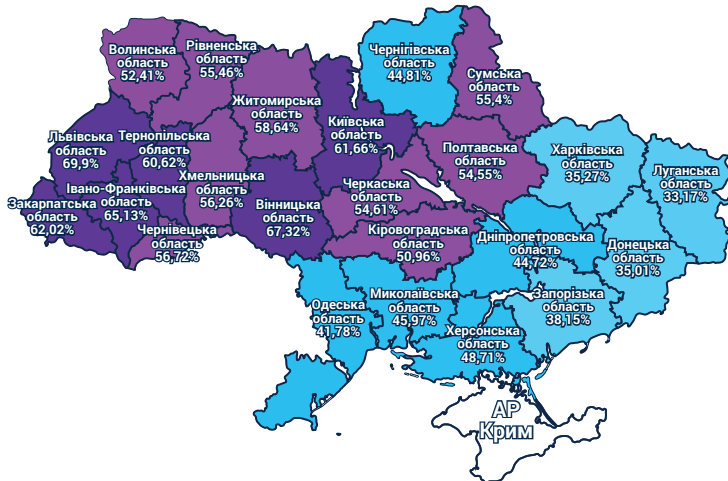 Волинська
область
52,41%
Рівненська
область
55,46%
Житомирська
область
58,64%
Київська
область
61,66%
Чернігівська
область
44,81%
Сумська
область
55,4%
Львівська
область
69,9%
Тернопільська
область
60,62%
Хмельницька
область
56,26%
Івано-Франківська
область
65,13%
Закарпатська
область
62,02%
Чернівецька
область
56,72%
Вінницька
область
67,32%
Черкаська
область
54,61%
Полтавська
область
54,55%
Харківська
область
35,27%
Луганська
область
33,17%
Кіровоградська
область
50,96%
Дніпропетровська
область
44,72%
Донецька
область
35,01%
Одеська
область
41,78%
Миколаївська
область
45,97%
Херсонська
область
48,71%
Запорізька
область
38,15%
АР
Крим